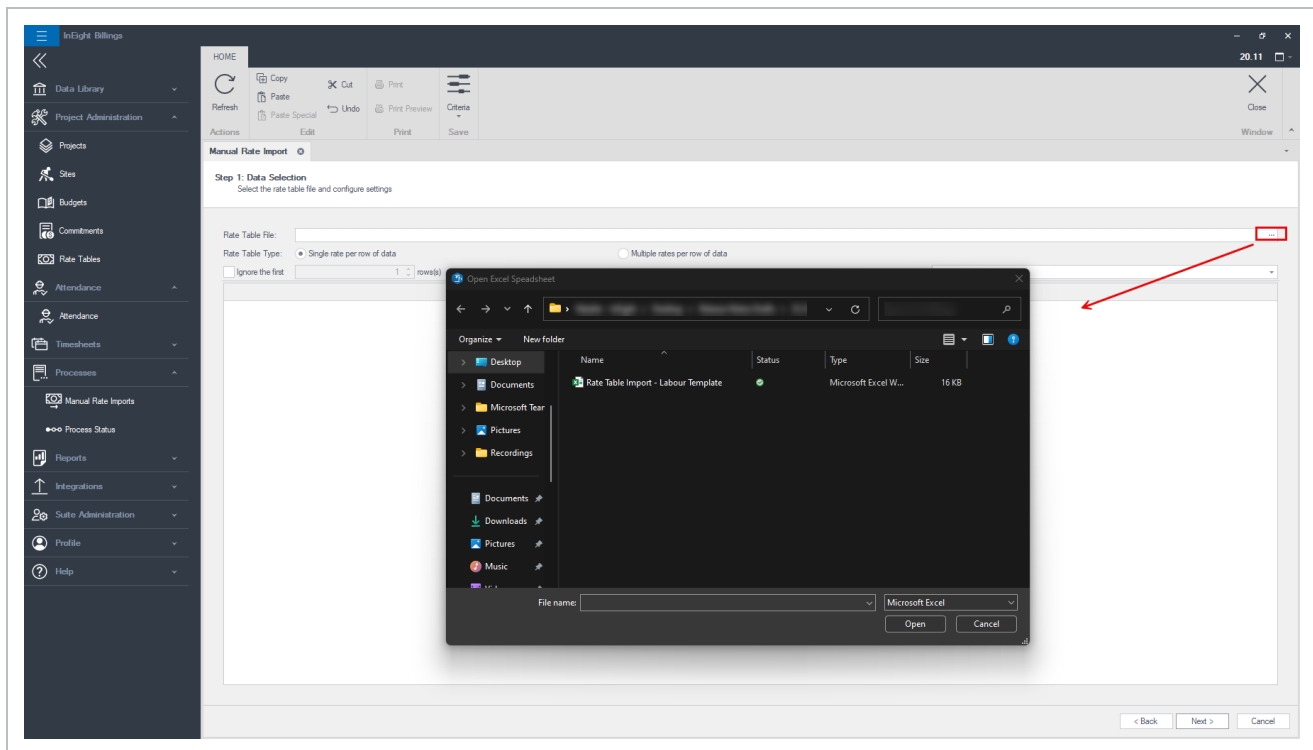 InEight Billings
HOME
20.11
Data Library
Project Administration
Projects
Sites
Budgets
Commitments
Rate Tables
Attendance
Attendance
Timesheets
Processes
Manual Rate Imports
Process Status
Reports
Integrations
Suite Administration
Profile
Help
Refresh
Copy
Paste
Paste Special
Cut
Undo
Print
Print Preview
Criteria
Close
Actions Edit Print Save Window
Manual Rate Import
Step 1: Data Selection
Select the rate table file and configure settings
Rate Table File:
...
Rate Table Type: Single rate per row of data Multiple rates per row of data
Ignore the first 1 rows(s)
Open Excel Speadsheet
Organize New folder
Name Status Type Size
Desktop
Documents
Microsoft Tear
Pictures
Recordings
Documents
Downloads
Pictures
Music
Rate Table Import - Labour Template Microsoft Excel W... 16 KB
File name: Microsoft Excel
Open Cancel
< Back Next > Cancel